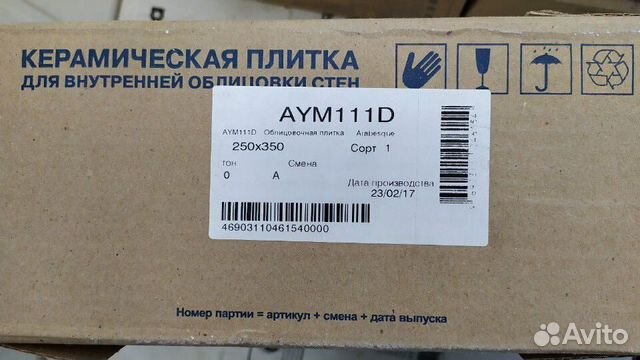 КЕРАМИЧЕСКАЯ ПЛИТКА
ДЛЯ ВНУТРЕННЕЙ ОБЛИЦОВКИ СТЕН
AYM111D
AYM111D Облицовочная плитка Arabesque
250x350 Сорт 1
тон Смена
0 A
Дата производства
23/02/17
46903110461540000
Номер партии = артикул + смена + дата выпуска
Avito